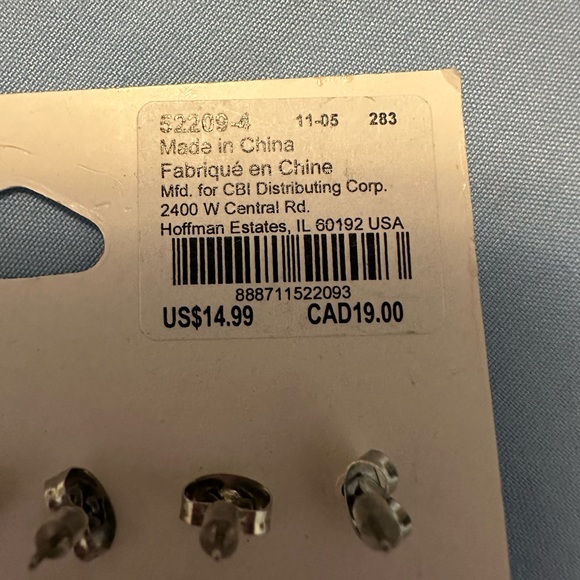 52209-4 11-05 283
Made in China
Fabriqué en Chine
Mfd. for CBI Distributing Corp.
2400 W Central Rd.
Hoffman Estates, IL 60192 USA
888711522093
US$14.99 CAD19.00